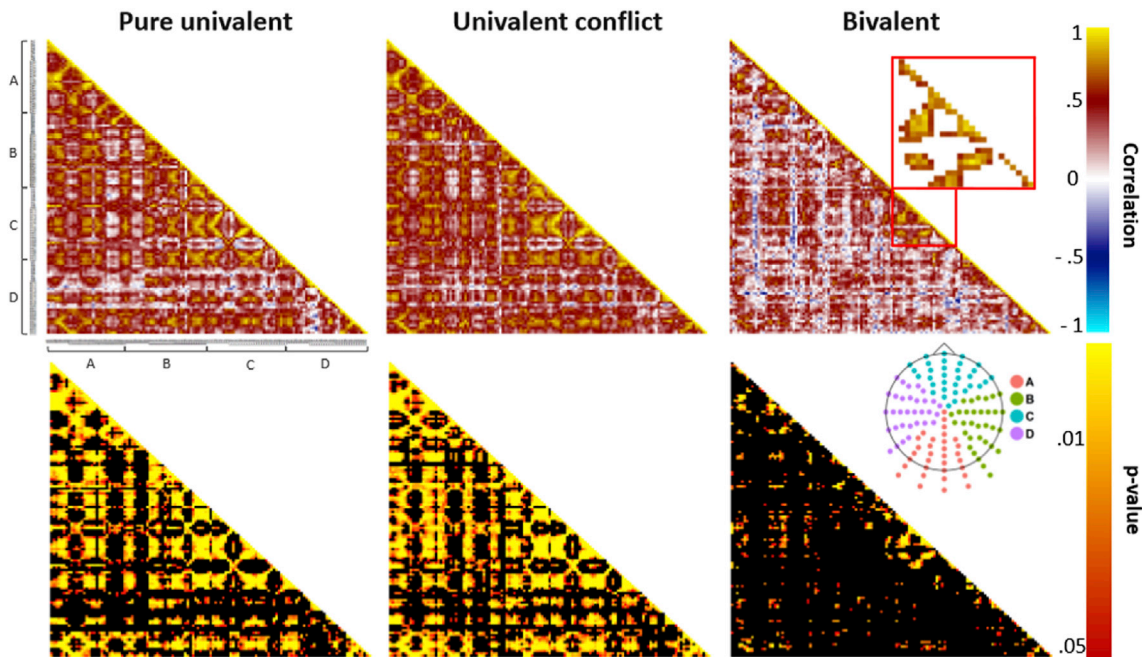 Pure univalent
Univalent conflict
Bivalent
A
B
C
D
A
B
C
D
1
.5
0
- .5
- 1
Correlation
A
B
C
D
.01
.05
p-value